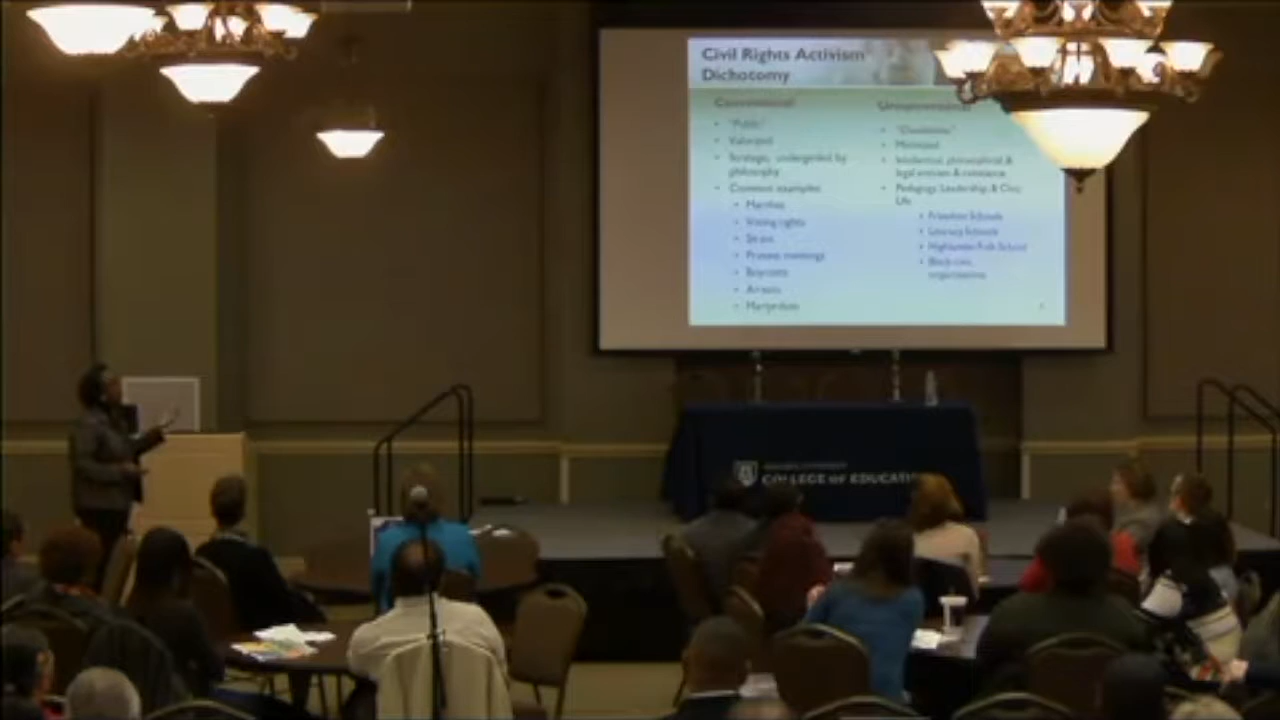 Civil Rights Activism
Dichotomy
Conventional
• "Public"
• Valorized
• Strategic, undergirded by
philosophy
• Common examples
• Marches
• Voting rights
• Sit-ins
• Protest meetings
• Boycotts
• Arrests
• Martyrdom
• "Clandestine"
• Minimized
• Intellectual, philosophical &
legal activism & resistance
• Pedagogy, Leadership, & Civic
Life
• Freedom Schools
• Literacy Schools
• Highlander Folk School
• Black civic
organizations
COLLEGE OF EDUCATION